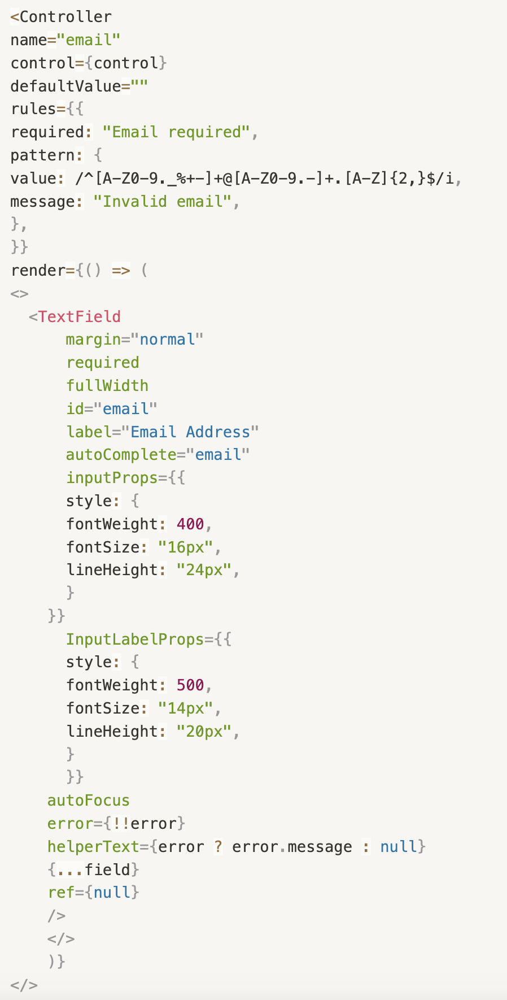 <Controller
name="email"
control={control}
defaultValue=""
rules={{
required: "Email required",
pattern: {
value: /^[A-Z0-9._%+-]+@[A-Z0-9.-]+.[A-Z]{2,}$/i,
message: "Invalid email",
},
}}
render={() => (
<>
  <TextField
      margin="normal"
      required
      fullWidth
      id="email"
      label="Email Address"
      autoComplete="email"
      inputProps={{
      style: {
      fontWeight: 400,
      fontSize: "16px",
      lineHeight: "24px",
      }
    }}
      InputLabelProps={{
      style: {
      fontWeight: 500,
      fontSize: "14px",
      lineHeight: "20px",
      }
      }}
    autoFocus
    error={!!error}
    helperText={error ? error.message : null}
    {...field}
    ref={null}
    />
    </>
    )}
</>